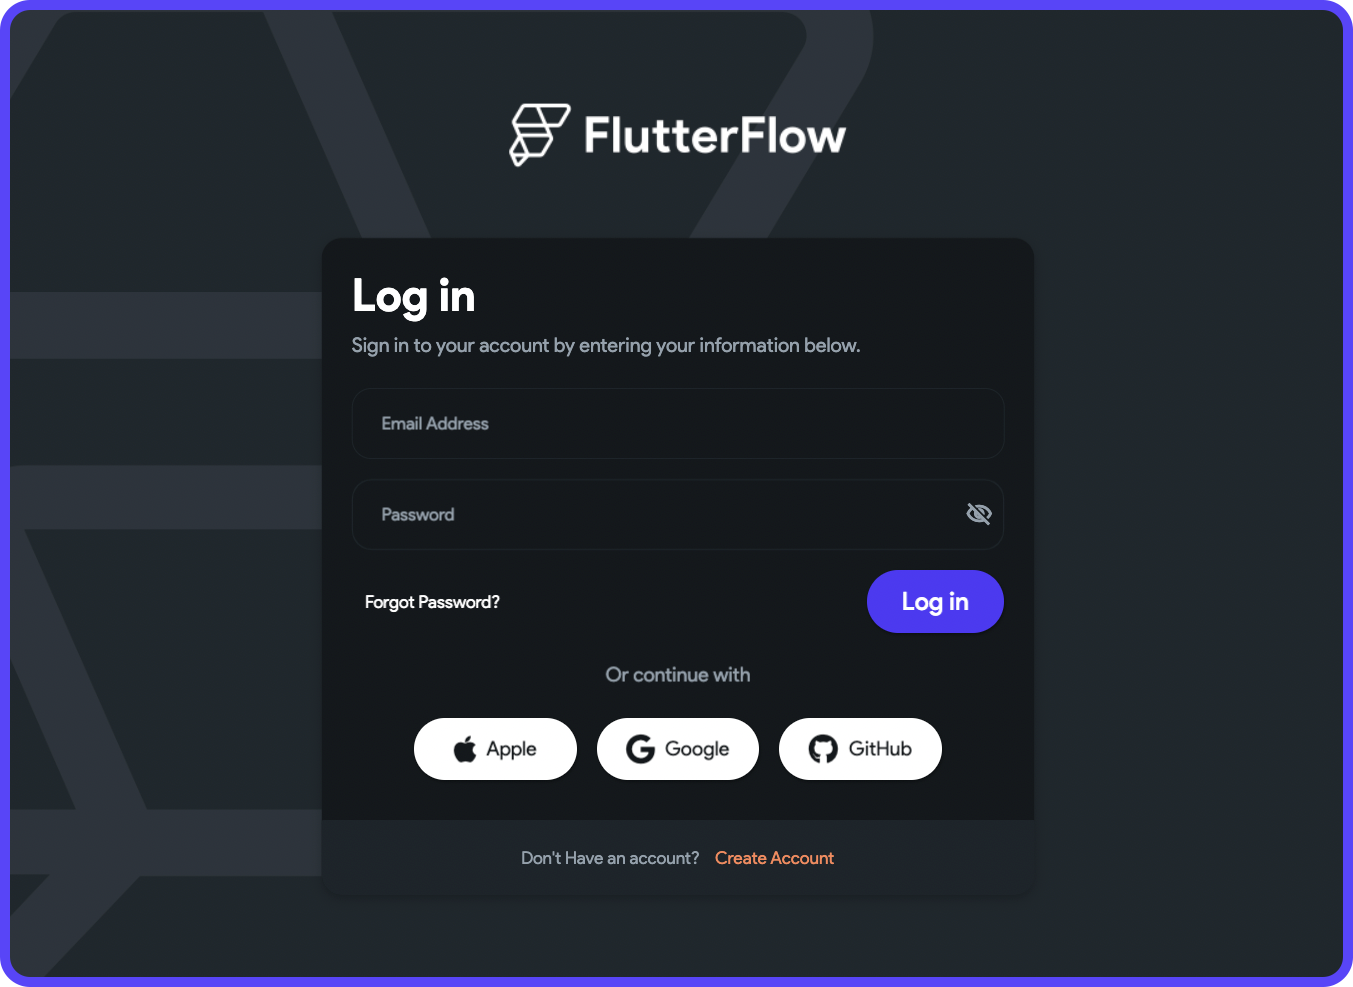 FlutterFlow
Log in
Sign in to your account by entering your information below.
Email Address
Password
Forgot Password?
Log in
Or continue with
Apple
Google
GitHub
Don't Have an account? Create Account